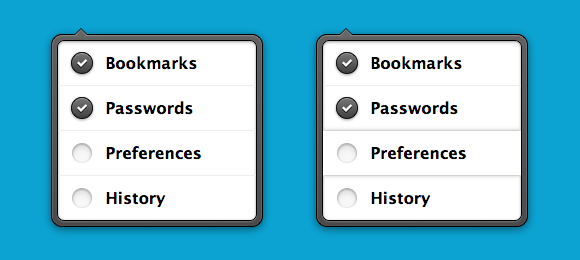 Bookmarks
Passwords
Preferences
History
Bookmarks
Passwords
Preferences
History